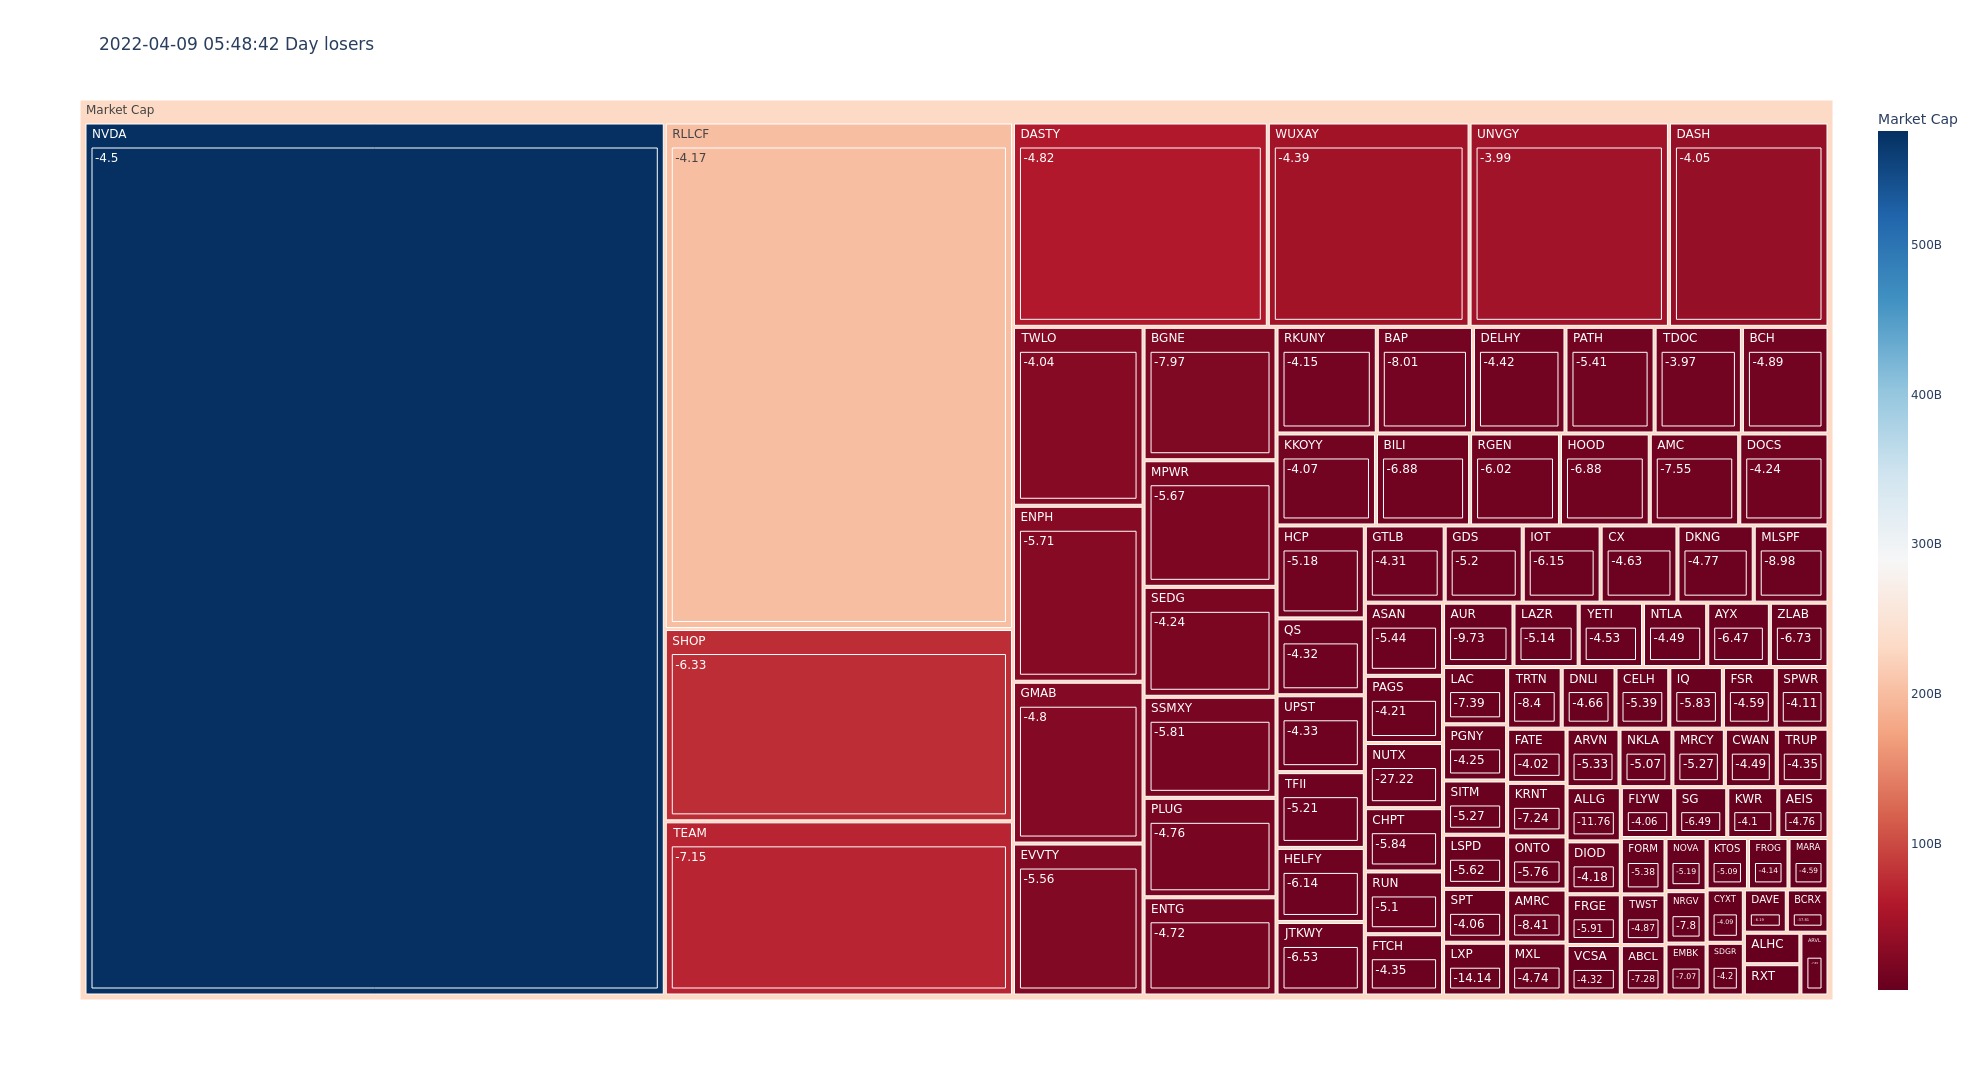 2022-04-09 05:48:42 Day losers
Market Cap
NVDA
-4.5
RLLCF
-4.17
SHOP
-6.33
TEAM
-7.15
DASTY
-4.82
WUXAY
-4.39
UNVGY
-3.99
DASH
-4.05
TWLO
-4.04
ENPH
-5.71
GMAB
-4.8
EVVTY
-5.56
BGNE
-7.97
MPWR
-5.67
SEDG
-4.24
SSMXY
-5.81
PLUG
-4.76
ENTG
-4.72
RKUNY
-4.15
BAP
-8.01
DELHY
-4.42
PATH
-5.41
TDOC
-3.97
BCH
-4.89
KKOYY
-4.07
BILI
-6.88
RGEN
-6.02
HOOD
-6.88
AMC
-7.55
DOCS
-4.24
HCP
-5.18
QS
-4.32
UPST
-4.33
TFII
-5.21
HELFY
-6.14
JTKWY
-6.53
GTLB
-4.31
GDS
-5.2
IOT
-6.15
CX
-4.63
DKNG
-4.77
MLSPF
-8.98
ASAN
-5.44
PAGS
-4.21
NUTX
-27.22
CHPT
-5.84
RUN
-5.1
FTCH
-4.35
AUR
-9.73
LAZR
-5.14
YETI
-4.53
NTLA
-4.49
AYX
-6.47
ZLAB
-6.73
LAC
-7.39
PGNY
-4.25
SITM
-5.27
LSPD
-5.62
SPT
-4.06
LXP
-14.14
TRTN
-8.4
DNLI
-4.66
CELH
-5.39
IQ
-5.83
FSR
-4.59
SPWR
-4.11
FATE
-4.02
KRNT
-7.24
ONTO
-5.76
AMRC
-8.41
MXL
-4.74
ARVN
-5.33
NKLA
-5.07
MRCY
-5.27
CWAN
-4.49
TRUP
-4.35
ALLG
-11.76
DIOD
-4.18
FRGE
-5.91
VCSA
-4.32
FLYW
-4.06
SG
-6.49
KWR
-4.1
AEIS
-4.76
FORM
-5.38
TWST
-4.87
ABCL
-7.28
NOVA
-5.19
NRGV
-7.8
EMBK
-7.07
KTOS
-5.09
FROG
-4.14
MARA
-4.59
CYXT
-4.09
SDGR
-4.2
DAVE
BCRX
ALHC
RXT
ARVL
Market Cap
500B
400B
300B
200B
100B